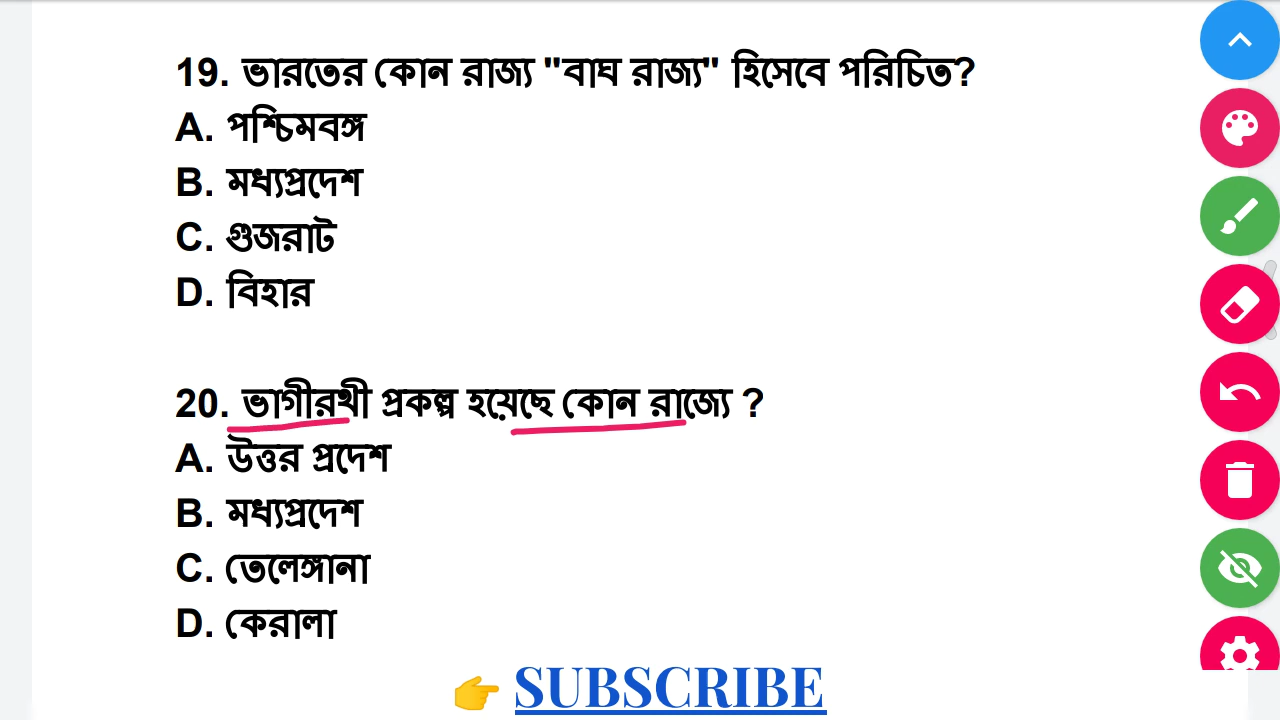 19. ভারতের কোন রাজ্য "বাঘ রাজ্য" হিসেবে পরিচিত?
A. পশ্চিমবঙ্গ
B. মধ্যপ্রদেশ
C. গুজরাট
D. বিহার
20. ভাগীরথী প্রকল্প হয়েছে কোন রাজ্যে ?
A. উত্তর প্রদেশ
B. মধ্যপ্রদেশ
C. তেলেঙ্গানা
D. কেরালা
👉 SUBSCRIBE